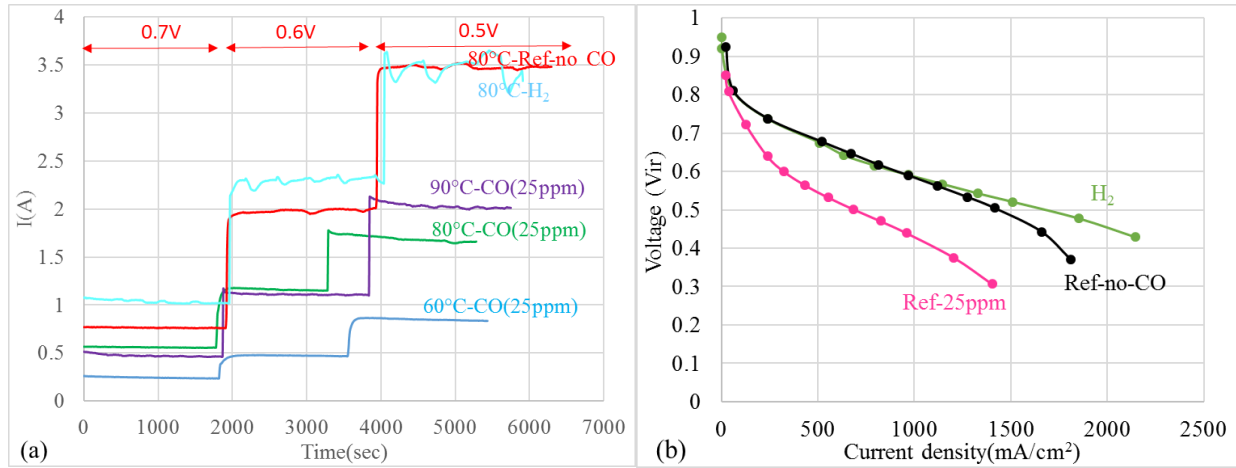 4
3.5
3
2.5
2
1.5
1
0.5
0
I(A)
0.7V
0.6V
0.5V
80°C-Ref-no CO
80°C-H₂
90°C-CO(25ppm)
80°C-CO(25ppm)
60°C-CO(25ppm)
0 1000 2000 3000 4000 5000 6000 7000
Time(sec)
(a)
1
0.9
0.8
0.7
0.6
0.5
0.4
0.3
0.2
0.1
0
Voltage (Vir)
H₂
Ref-no-CO
Ref-25ppm
0 500 1000 1500 2000 2500
Current density(mA/cm²)
(b)